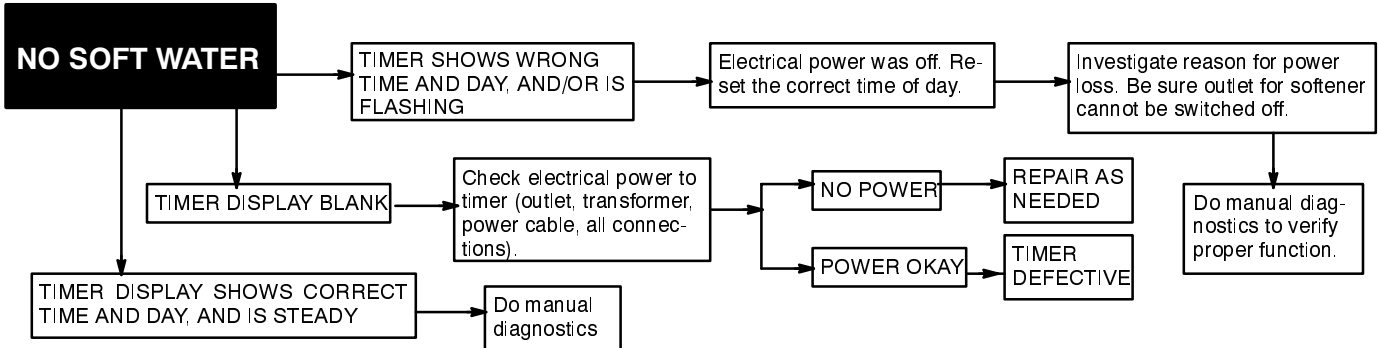 NO SOFT WATER
TIMER SHOWS WRONG
TIME AND DAY, AND/OR IS
FLASHING
Electrical power was off. Re-
set the correct time of day.
Investigate reason for power
loss. Be sure outlet for softener
cannot be switched off.
Do manual diag-
nostics to verify
proper function.
TIMER DISPLAY BLANK
Check electrical power to
timer (outlet, transformer,
power cable, all connec-
tions).
NO POWER
REPAIR AS
NEEDED
POWER OKAY
TIMER
DEFECTIVE
TIMER DISPLAY SHOWS CORRECT
TIME AND DAY, AND IS STEADY
Do manual
diagnostics